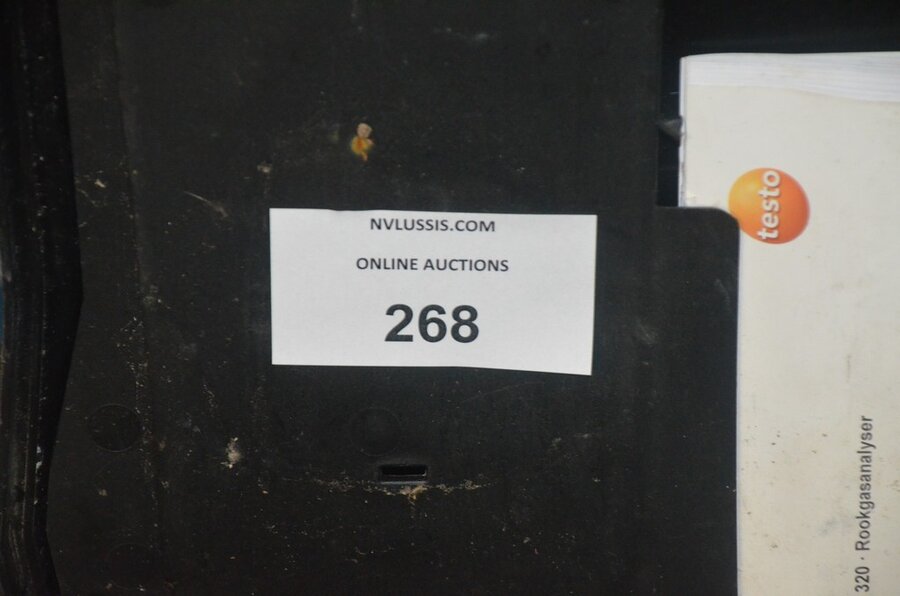 NVLUSSIS.COM
ONLINE AUCTIONS
268
testo
320 · Rookgasanalyser